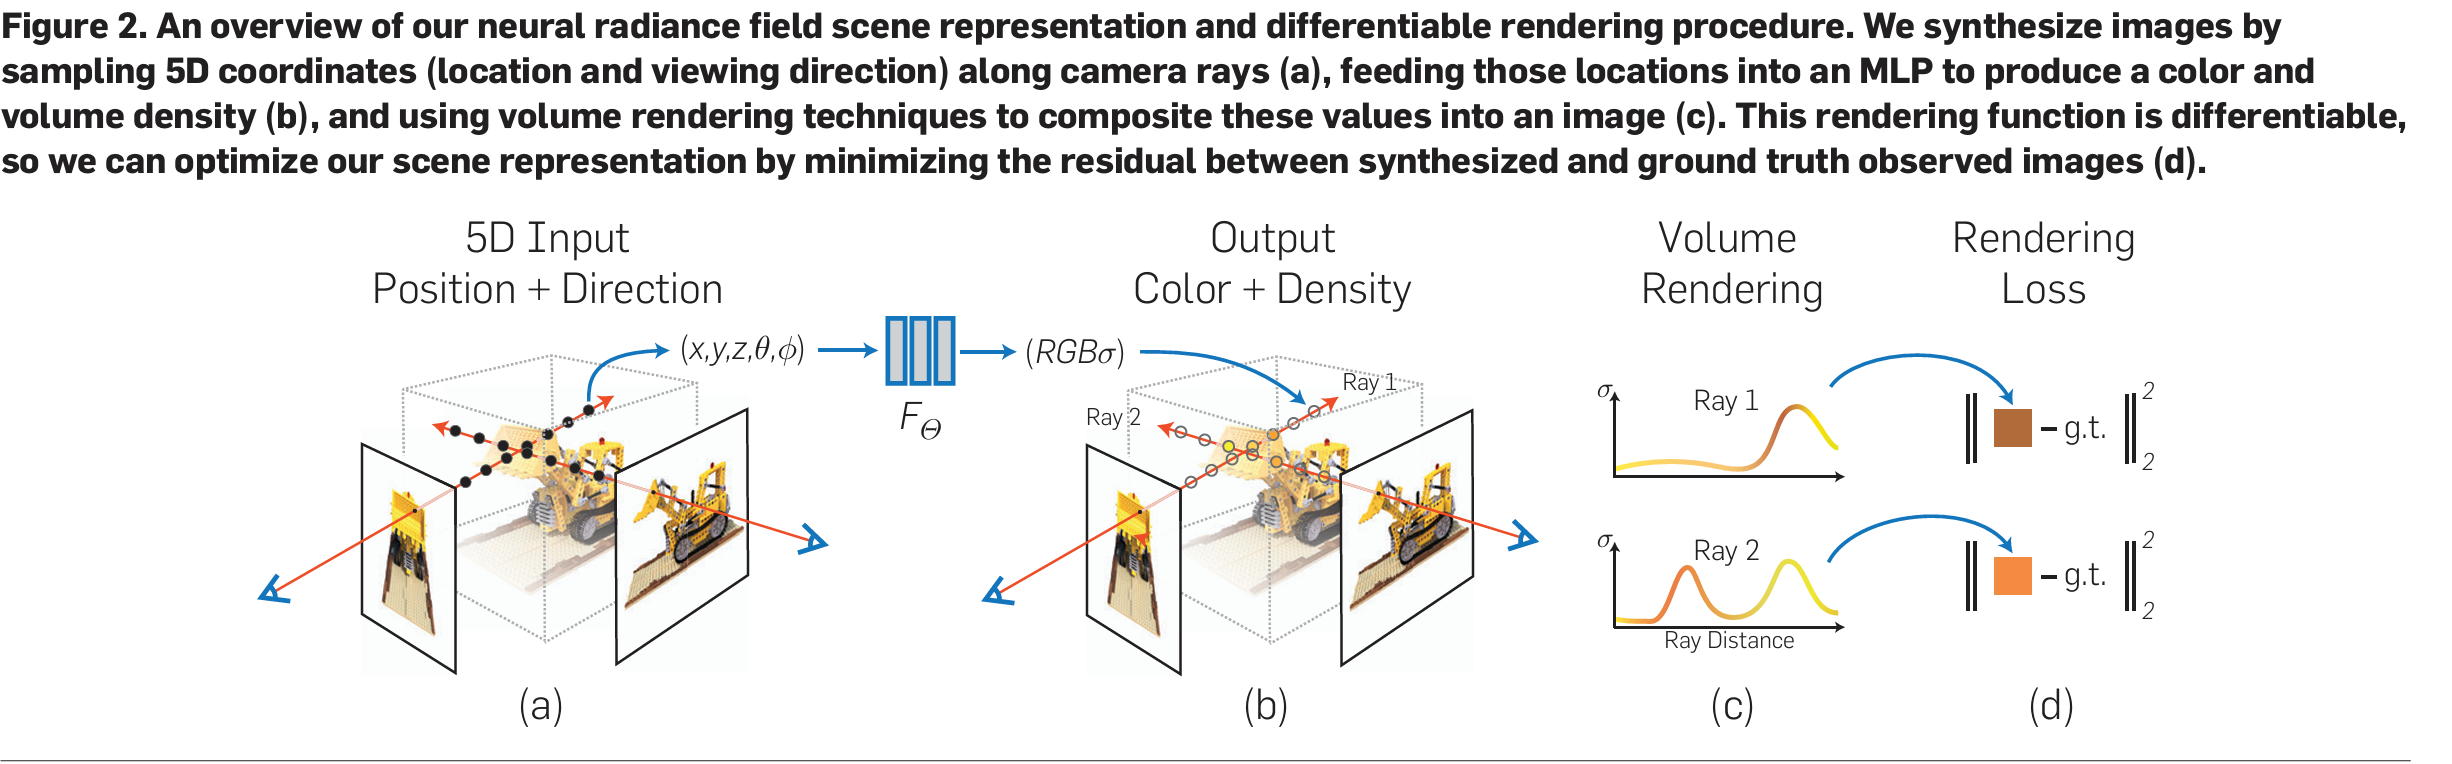 Figure 2. An overview of our neural radiance field scene representation and differentiable rendering procedure. We synthesize images by
sampling 5D coordinates (location and viewing direction) along camera rays (a), feeding those locations into an MLP to produce a color and
volume density (b), and using volume rendering techniques to composite these values into an image (c). This rendering function is differentiable,
so we can optimize our scene representation by minimizing the residual between synthesized and ground truth observed images (d).
5D Input
Position + Direction
(x,y,z,θ,ϕ)
F_Θ
Output
Color + Density
(RGBσ)
Ray 1
Ray 2
Volume
Rendering
σ
Ray 1
σ
Ray 2
Ray Distance
Rendering
Loss
‖ – g.t. ‖²₂
‖ – g.t. ‖²₂
(a)
(b)
(c)
(d)